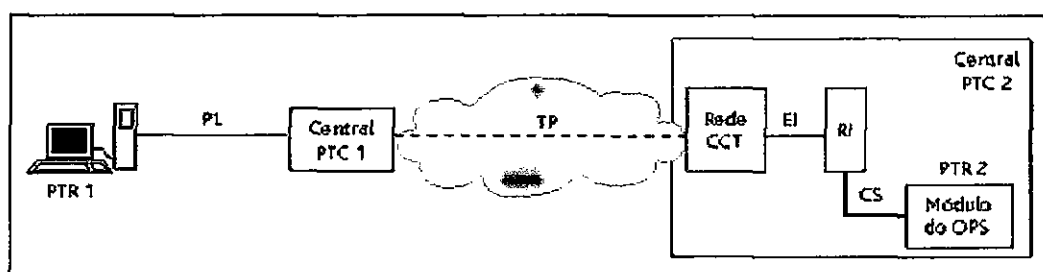 Central
PTC 2
PL
Central
PTC 1
TP
Rede
CCT
EI
RI
PTR 1
CS
PTR 2
Módulo
do OPS